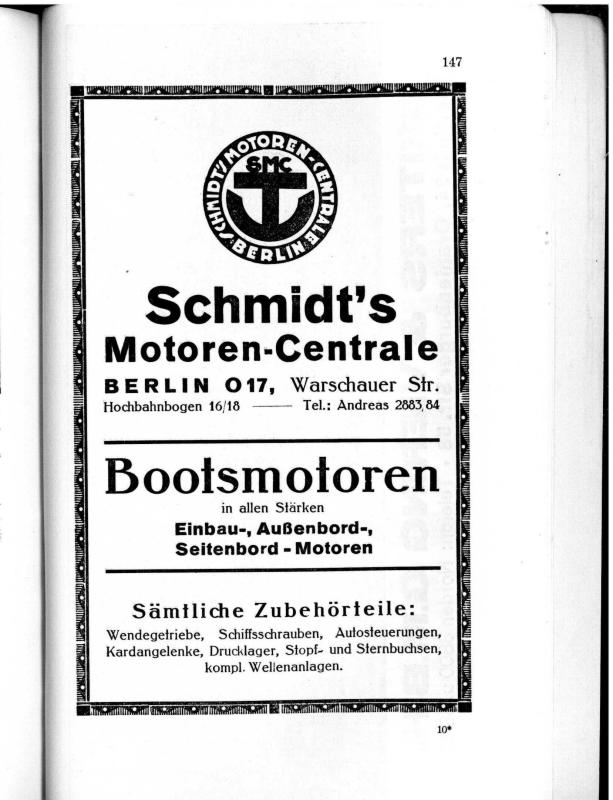 147
SCHMIDT'S MOTOREN-CENTRALE
SMC
BERLIN
Schmidt's
Motoren-Centrale
BERLIN O17, Warschauer Str.
Hochbahnbogen 16/18 —— Tel.: Andreas 2883,84
Bootsmotoren
in allen Stärken
Einbau-, Außenbord-,
Seitenbord - Motoren
Sämtliche Zubehörteile:
Wendegetriebe, Schiffsschrauben, Autosteuerungen,
Kardangelenke, Drucklager, Stopf- und Sternbuchsen,
kompl. Wellenanlagen.
10*